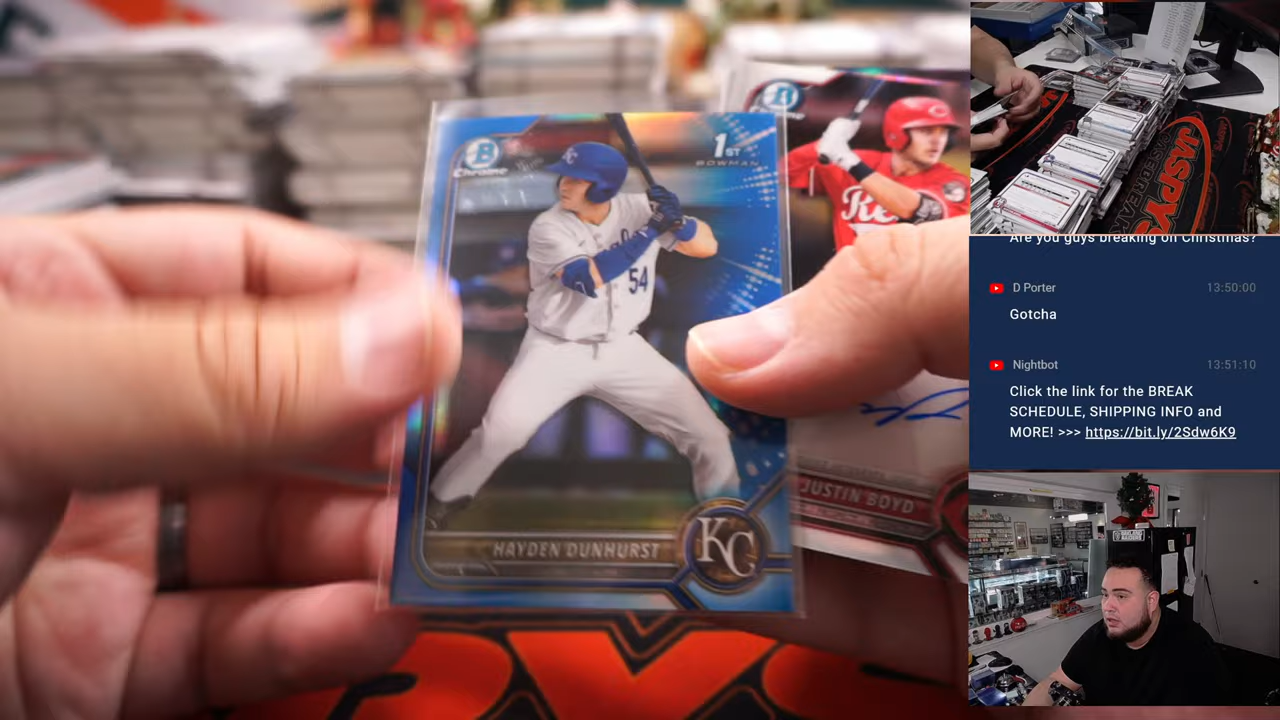 B
Chrome
1ST
BOWMAN
54
HAYDEN DUNHURST
KC
B
Re
JUSTIN BOYD
JASPY'S
Are you guys breaking on Christmas?
D Porter 13:50:00
Gotcha
Nightbot 13:51:10
Click the link for the BREAK
SCHEDULE, SHIPPING INFO and
MORE! >>> https://bit.ly/2Sdw6K9